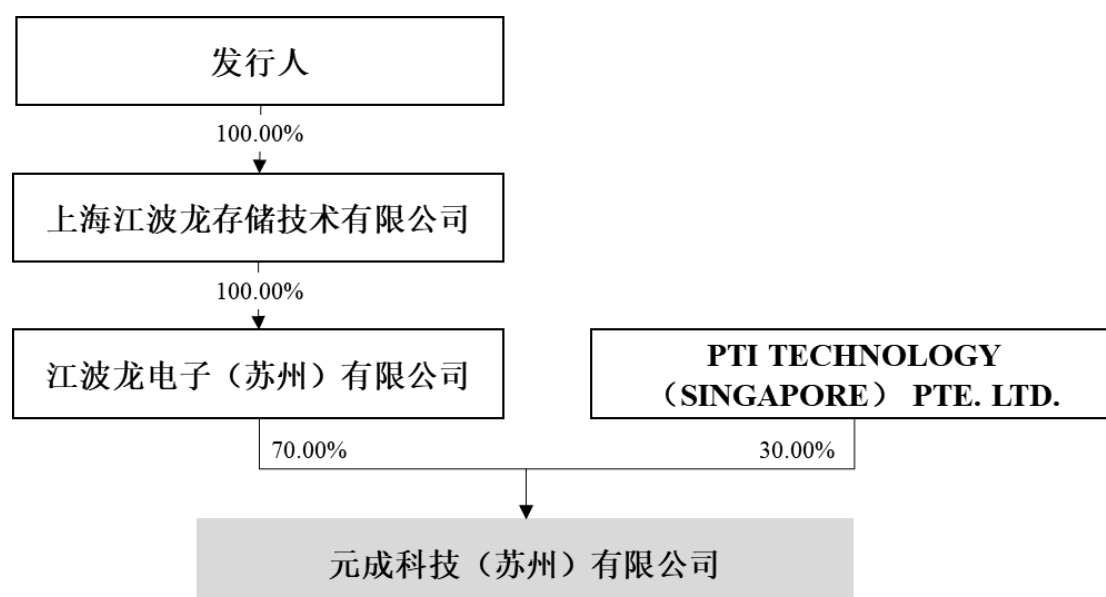 发行人
100.00%
上海江波龙存储技术有限公司
100.00%
江波龙电子（苏州）有限公司
PTI TECHNOLOGY
（SINGAPORE） PTE. LTD.
70.00%
30.00%
元成科技（苏州）有限公司